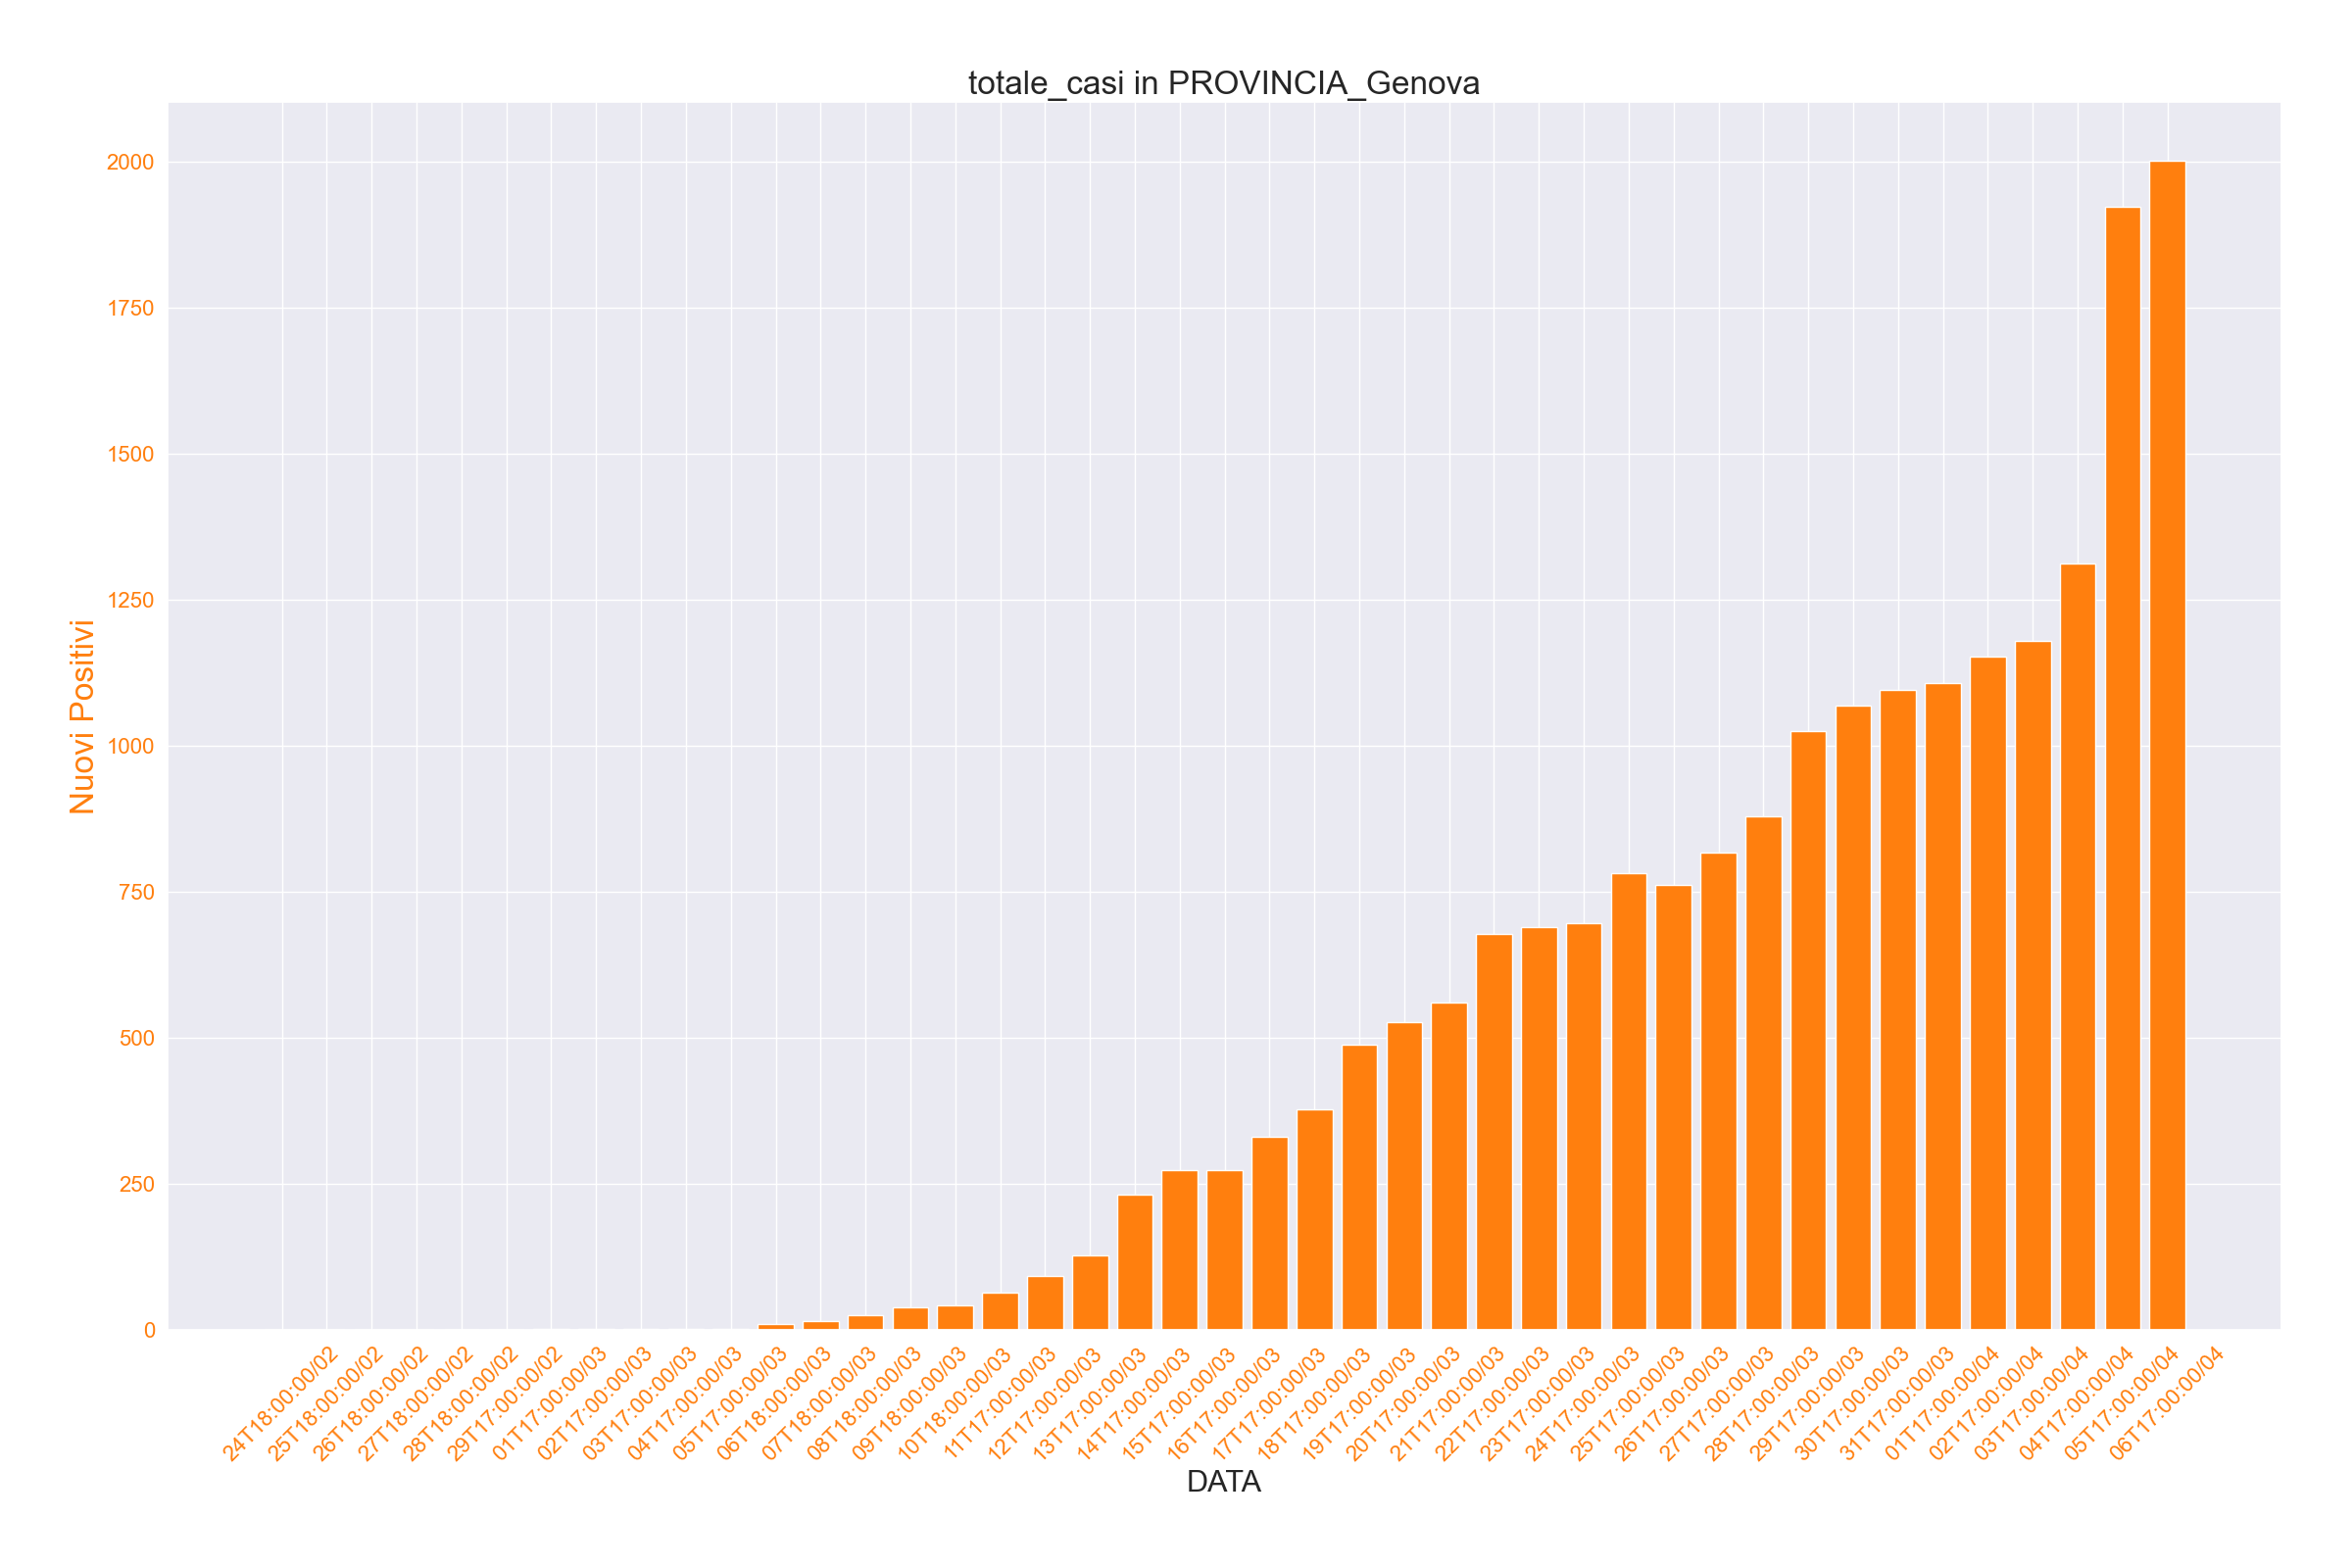 totale_casi in PROVINCIA_Genova
Nuovi Positivi
2000
1750
1500
1250
1000
750
500
250
0
24T18:00:00/02
25T18:00:00/02
26T18:00:00/02
27T18:00:00/02
28T18:00:00/02
29T17:00:00/02
01T17:00:00/03
02T17:00:00/03
03T17:00:00/03
04T17:00:00/03
05T17:00:00/03
06T18:00:00/03
07T18:00:00/03
08T18:00:00/03
09T18:00:00/03
10T18:00:00/03
11T17:00:00/03
12T17:00:00/03
13T17:00:00/03
14T17:00:00/03
15T17:00:00/03
16T17:00:00/03
17T17:00:00/03
18T17:00:00/03
19T17:00:00/03
20T17:00:00/03
21T17:00:00/03
22T17:00:00/03
23T17:00:00/03
24T17:00:00/03
25T17:00:00/03
26T17:00:00/03
27T17:00:00/03
28T17:00:00/03
29T17:00:00/03
30T17:00:00/03
31T17:00:00/03
01T17:00:00/04
02T17:00:00/04
03T17:00:00/04
04T17:00:00/04
05T17:00:00/04
06T17:00:00/04
DATA